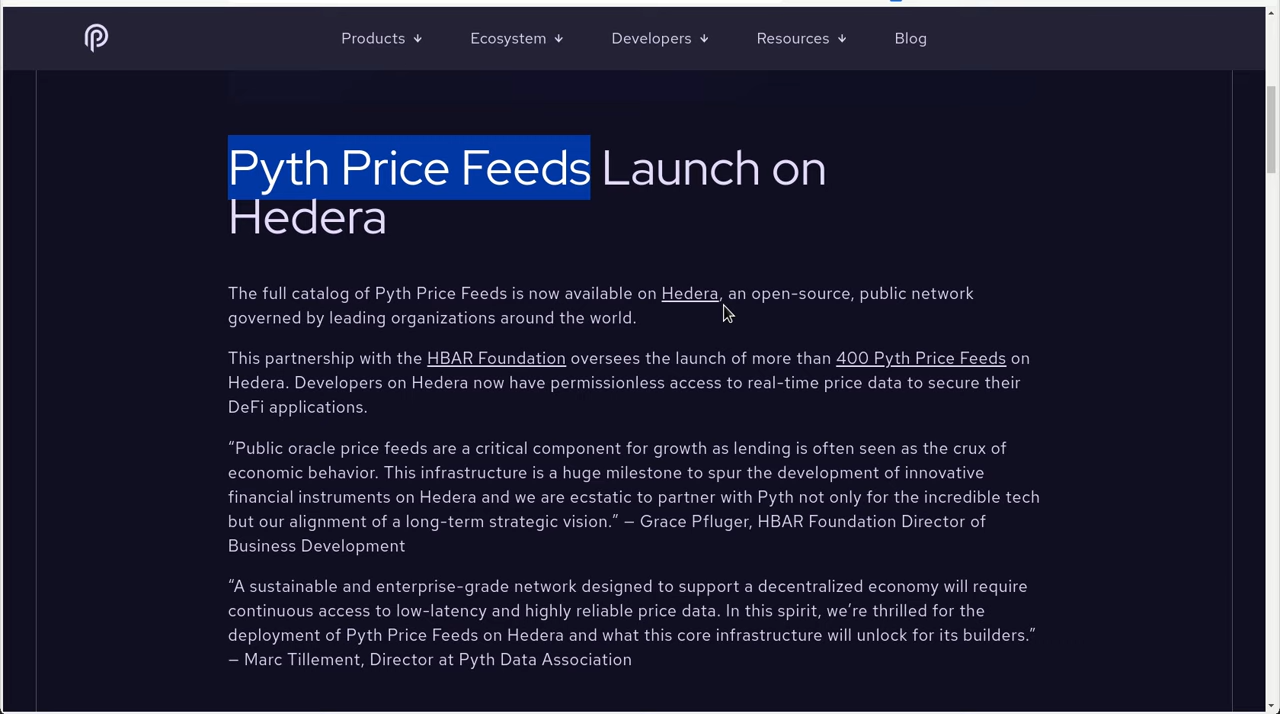 Products Ecosystem Developers Resources Blog
Pyth Price Feeds Launch on
Hedera
The full catalog of Pyth Price Feeds is now available on Hedera, an open-source, public network
governed by leading organizations around the world.
This partnership with the HBAR Foundation oversees the launch of more than 400 Pyth Price Feeds on
Hedera. Developers on Hedera now have permissionless access to real-time price data to secure their
DeFi applications.
“Public oracle price feeds are a critical component for growth as lending is often seen as the crux of
economic behavior. This infrastructure is a huge milestone to spur the development of innovative
financial instruments on Hedera and we are ecstatic to partner with Pyth not only for the incredible tech
but our alignment of a long-term strategic vision.” — Grace Pfluger, HBAR Foundation Director of
Business Development
“A sustainable and enterprise-grade network designed to support a decentralized economy will require
continuous access to low-latency and highly reliable price data. In this spirit, we’re thrilled for the
deployment of Pyth Price Feeds on Hedera and what this core infrastructure will unlock for its builders.”
— Marc Tillement, Director at Pyth Data Association